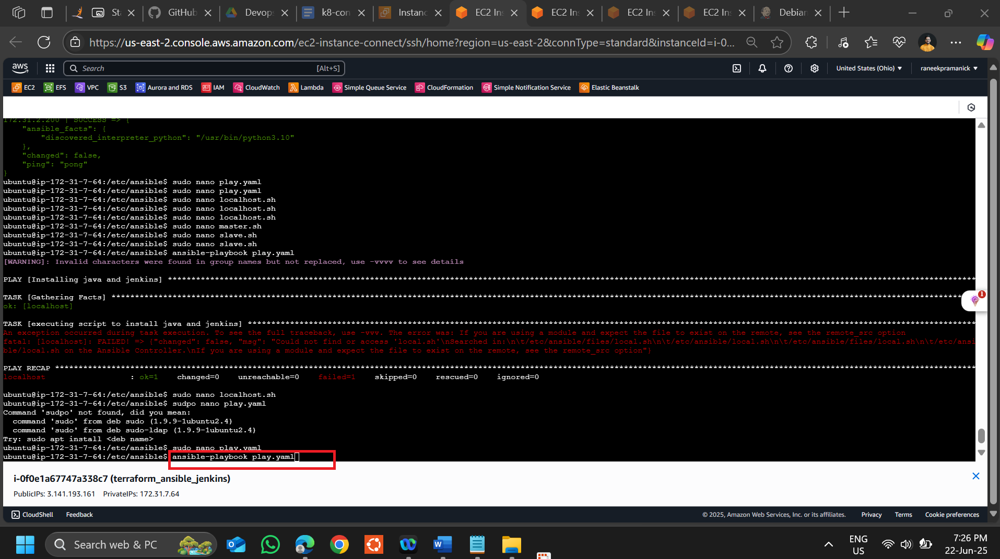 St
GitHub
Devops
k8-con
Instanc
EC2 Ins
EC2 Ins
EC2 Ins
EC2 Ins
Debian
https://us-east-2.console.aws.amazon.com/ec2-instance-connect/ssh/home?region=us-east-2&connType=standard&instanceId=i-0...
aws
Search
[Alt+S]
United States (Ohio)
raneekpramanick
EC2
EFS
VPC
S3
Aurora and RDS
IAM
CloudWatch
Lambda
Simple Queue Service
CloudFormation
Simple Notification Service
Elastic Beanstalk
172.31.2.200 | SUCCESS => {
"ansible_facts": {
"discovered_interpreter_python": "/usr/bin/python3.10"
},
"changed": false,
"ping": "pong"
}
ubuntu@ip-172-31-7-64:/etc/ansible$ sudo nano play.yaml
ubuntu@ip-172-31-7-64:/etc/ansible$ sudo nano play.yaml
ubuntu@ip-172-31-7-64:/etc/ansible$ sudo nano localhost.sh
ubuntu@ip-172-31-7-64:/etc/ansible$ sudo nano localhost.sh
ubuntu@ip-172-31-7-64:/etc/ansible$ sudo nano localhost.sh
ubuntu@ip-172-31-7-64:/etc/ansible$ sudo nano master.sh
ubuntu@ip-172-31-7-64:/etc/ansible$ sudo nano slave.sh
ubuntu@ip-172-31-7-64:/etc/ansible$ sudo nano slave.sh
ubuntu@ip-172-31-7-64:/etc/ansible$ ansible-playbook play.yaml
[WARNING]: Invalid characters were found in group names but not replaced, use -vvvv to see details
PLAY [Installing java and jenkins] ****************************************************************
TASK [Gathering Facts] ****************************************************************
ok: [localhost]
TASK [executing script to install java and jenkins] ****************************************************************
An exception occurred during task execution. To see the full traceback, use -vvv. The error was: If you are using a module and expect the file to exist on the remote, see the remote_src option
fatal: [localhost]: FAILED! => {"changed": false, "msg": "Could not find or access 'local.sh'\nSearched in:\n\t/etc/ansible/files/local.sh\n\t/etc/ansible/local.sh\n\t/etc/ansible/files/local.sh\n\t/etc/ansi
ble/local.sh on the Ansible Controller.\nIf you are using a module and expect the file to exist on the remote, see the remote_src option"}
PLAY RECAP ****************************************************************
localhost : ok=1 changed=0 unreachable=0 failed=1 skipped=0 rescued=0 ignored=0
ubuntu@ip-172-31-7-64:/etc/ansible$ sudo nano localhost.sh
ubuntu@ip-172-31-7-64:/etc/ansible$ sudpo nano play.yaml
Command 'sudpo' not found, did you mean:
command 'sudo' from deb sudo (1.9.9-1ubuntu2.4)
command 'sudo' from deb sudo-ldap (1.9.9-1ubuntu2.4)
Try: sudo apt install <deb name>
ubuntu@ip-172-31-7-64:/etc/ansible$ sudo nano play.yaml
ubuntu@ip-172-31-7-64:/etc/ansible$ ansible-playbook play.yaml
1
i-0f0e1a67747a338c7 (terraform_ansible_jenkins)
PublicIPs: 3.141.193.161 PrivateIPs: 172.31.7.64
CloudShell
Feedback
© 2025, Amazon Web Services, Inc. or its affiliates.
Privacy
Terms
Cookie preferences
Search web & PC
ENG
US
7:26 PM
22-Jun-25